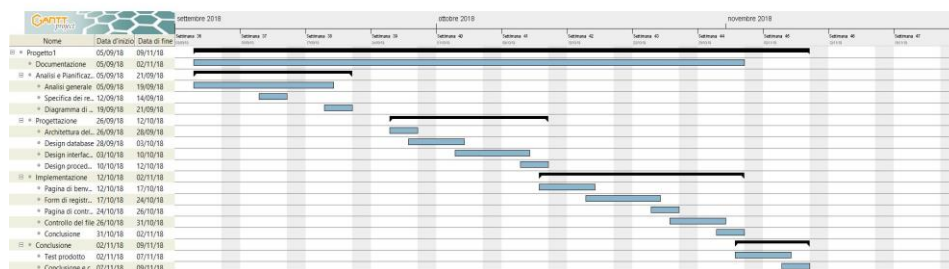 GANTT
project
settembre 2018 ottobre 2018 novembre 2018
Nome Data d'inizio Data di fine
Settimana 36 Settimana 37 Settimana 38 Settimana 39 Settimana 40 Settimana 41 Settimana 42 Settimana 43 Settimana 44 Settimana 45 Settimana 46 Settimana 47
Progetto1 05/09/18 09/11/18
Documentazione 05/09/18 02/11/18
Analisi e Pianificaz... 05/09/18 21/09/18
Analisi generale 05/09/18 19/09/18
Specifica dei re... 12/09/18 14/09/18
Diagramma di ... 19/09/18 21/09/18
Progettazione 26/09/18 12/10/18
Architettura del... 26/09/18 28/09/18
Design database 28/09/18 03/10/18
Design interfac... 03/10/18 10/10/18
Design proced... 10/10/18 12/10/18
Implementazione 12/10/18 02/11/18
Pagina di benv... 12/10/18 17/10/18
Form di registr... 17/10/18 24/10/18
Pagina di contr... 24/10/18 26/10/18
Controllo del file 26/10/18 31/10/18
Conclusione 31/10/18 02/11/18
Conclusione 02/11/18 09/11/18
Test prodotto 02/11/18 07/11/18
Conclusione e c... 07/11/18 09/11/18